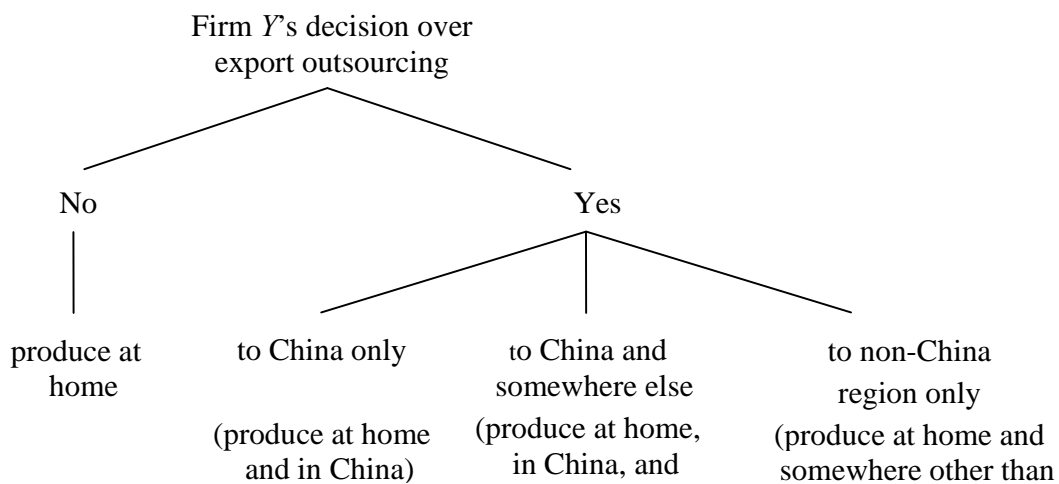 Firm Y’s decision over
export outsourcing
No
Yes
produce at
home
to China only
(produce at home
and in China)
to China and
somewhere else
(produce at home,
in China, and
to non-China
region only
(produce at home and
somewhere other than